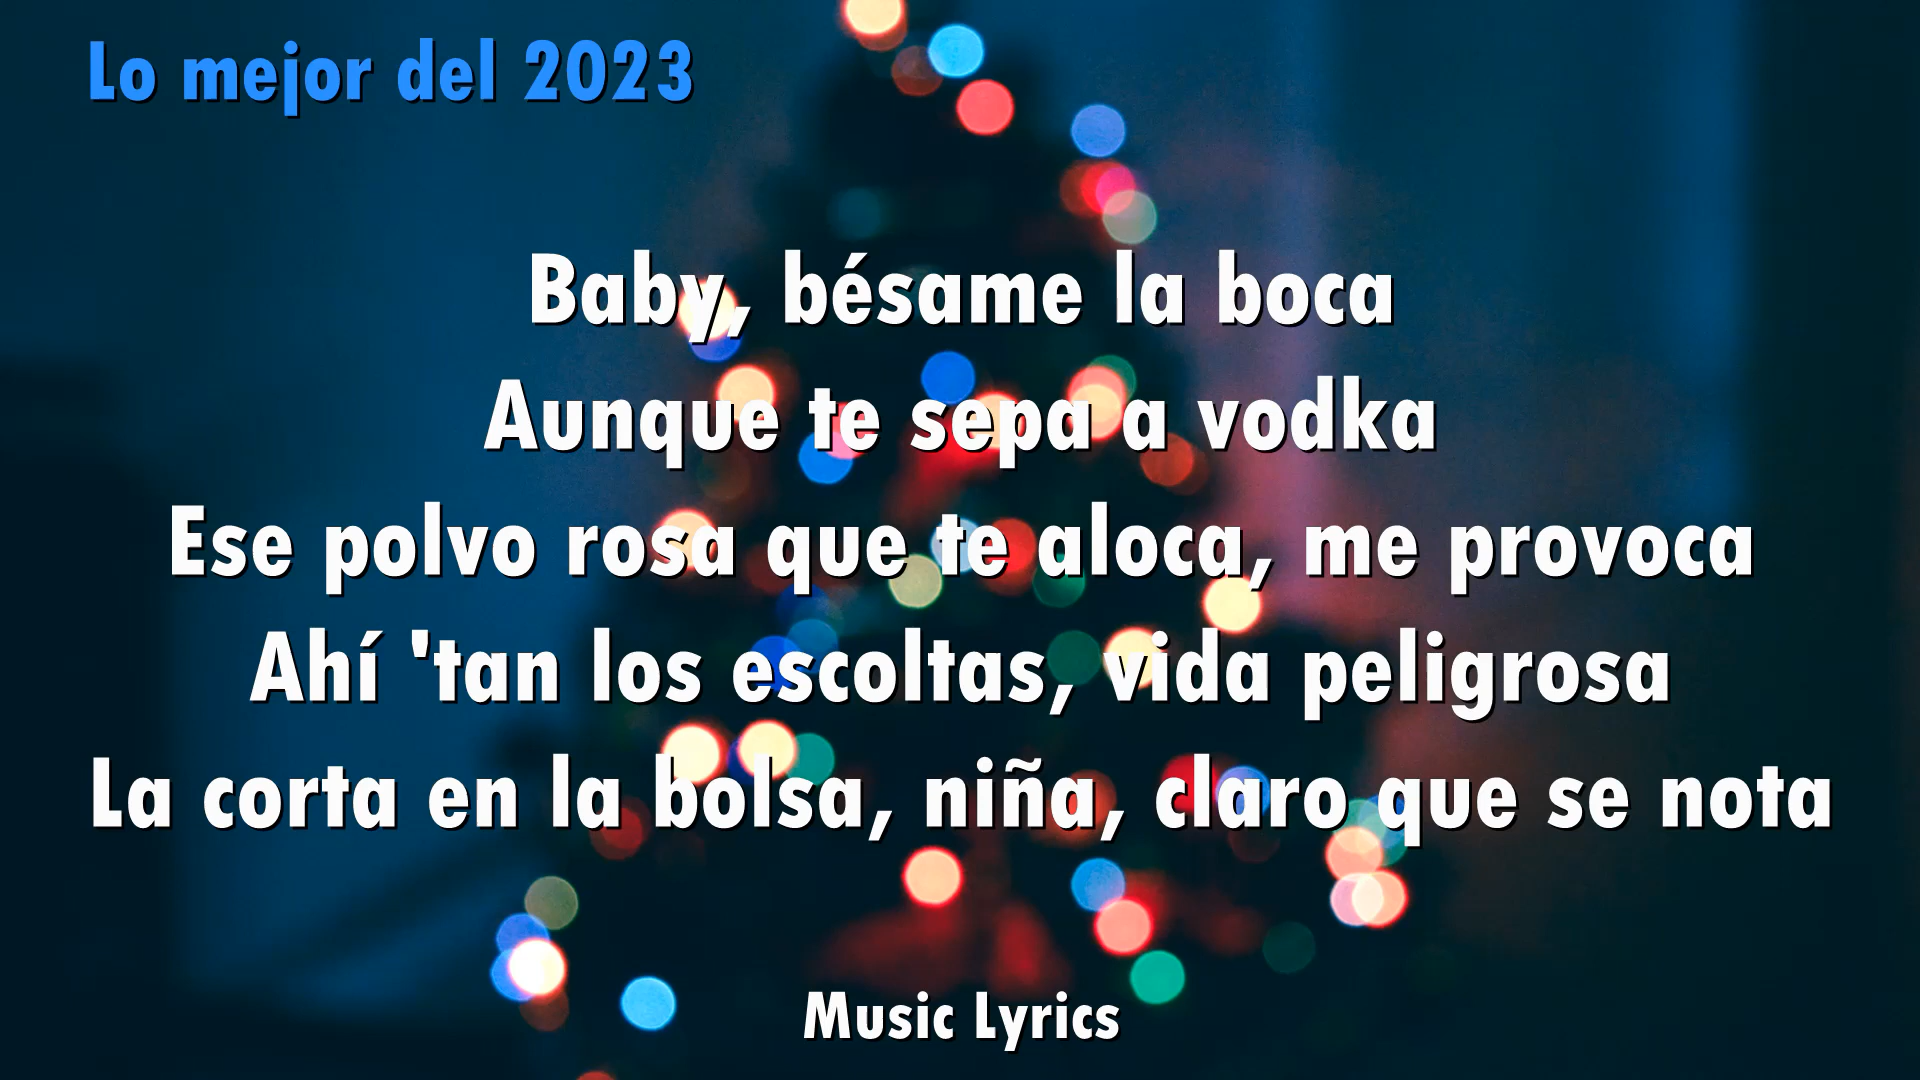 Lo mejor del 2023
Baby, bésame la boca
Aunque te sepa a vodka
Ese polvo rosa que te aloca, me provoca
Ahí 'tan los escoltas, vida peligrosa
La corta en la bolsa, niña, claro que se nota
Music Lyrics